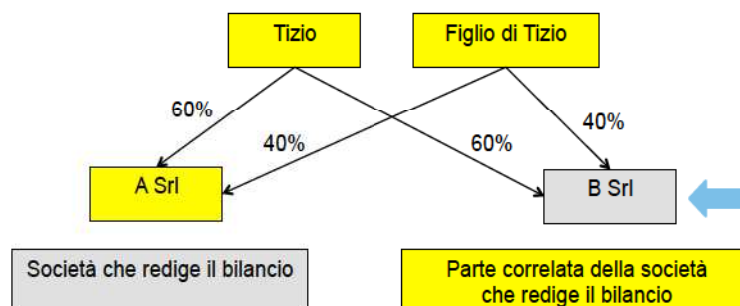 Tizio
Figlio di Tizio
60%
40%
60%
40%
A Srl
B Srl
Società che redige il bilancio
Parte correlata della società
che redige il bilancio